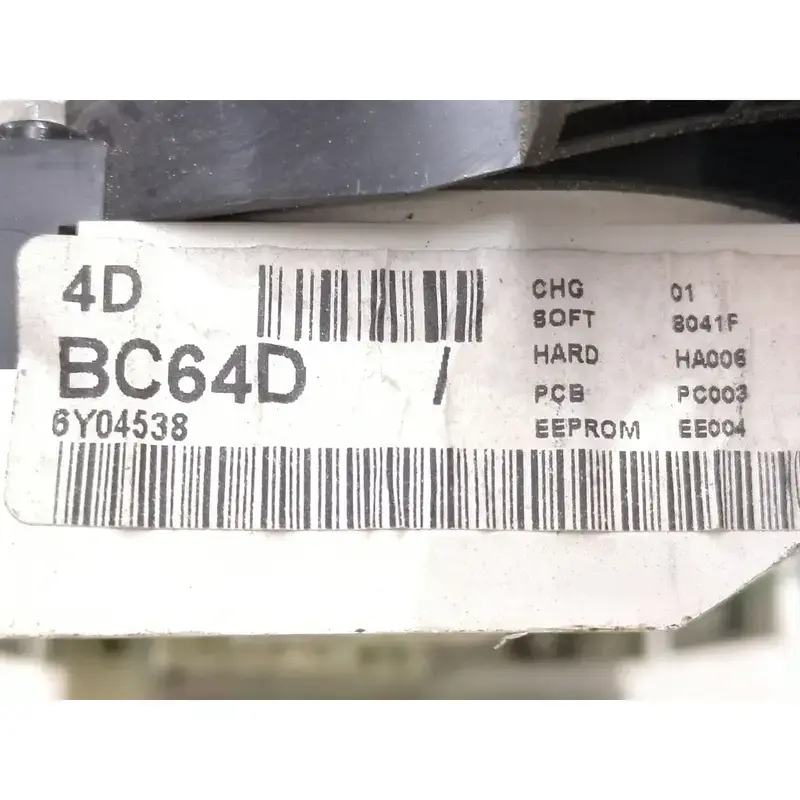 4D
BC64D /
6Y04538
CHG 01
SOFT 8041F
HARD HA006
PCB PC003
EEPROM EE004